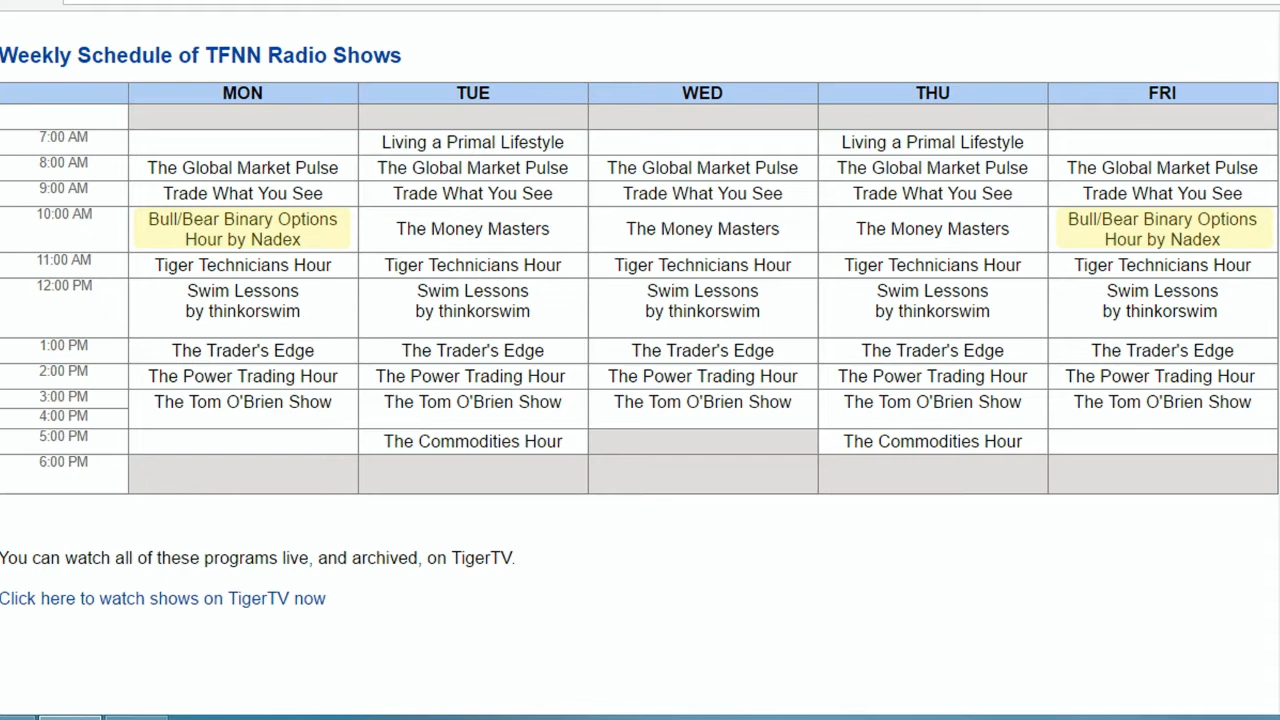 Weekly Schedule of TFNN Radio Shows
MON TUE WED THU FRI
7:00 AM Living a Primal Lifestyle Living a Primal Lifestyle
8:00 AM The Global Market Pulse The Global Market Pulse The Global Market Pulse The Global Market Pulse The Global Market Pulse
9:00 AM Trade What You See Trade What You See Trade What You See Trade What You See Trade What You See
10:00 AM Bull/Bear Binary Options The Money Masters The Money Masters The Money Masters Bull/Bear Binary Options
Hour by Nadex Hour by Nadex
11:00 AM Tiger Technicians Hour Tiger Technicians Hour Tiger Technicians Hour Tiger Technicians Hour Tiger Technicians Hour
12:00 PM Swim Lessons Swim Lessons Swim Lessons Swim Lessons Swim Lessons
by thinkorswim by thinkorswim by thinkorswim by thinkorswim by thinkorswim
1:00 PM The Trader's Edge The Trader's Edge The Trader's Edge The Trader's Edge The Trader's Edge
2:00 PM The Power Trading Hour The Power Trading Hour The Power Trading Hour The Power Trading Hour The Power Trading Hour
3:00 PM The Tom O'Brien Show The Tom O'Brien Show The Tom O'Brien Show The Tom O'Brien Show The Tom O'Brien Show
4:00 PM
5:00 PM The Commodities Hour The Commodities Hour
6:00 PM
You can watch all of these programs live, and archived, on TigerTV.
Click here to watch shows on TigerTV now